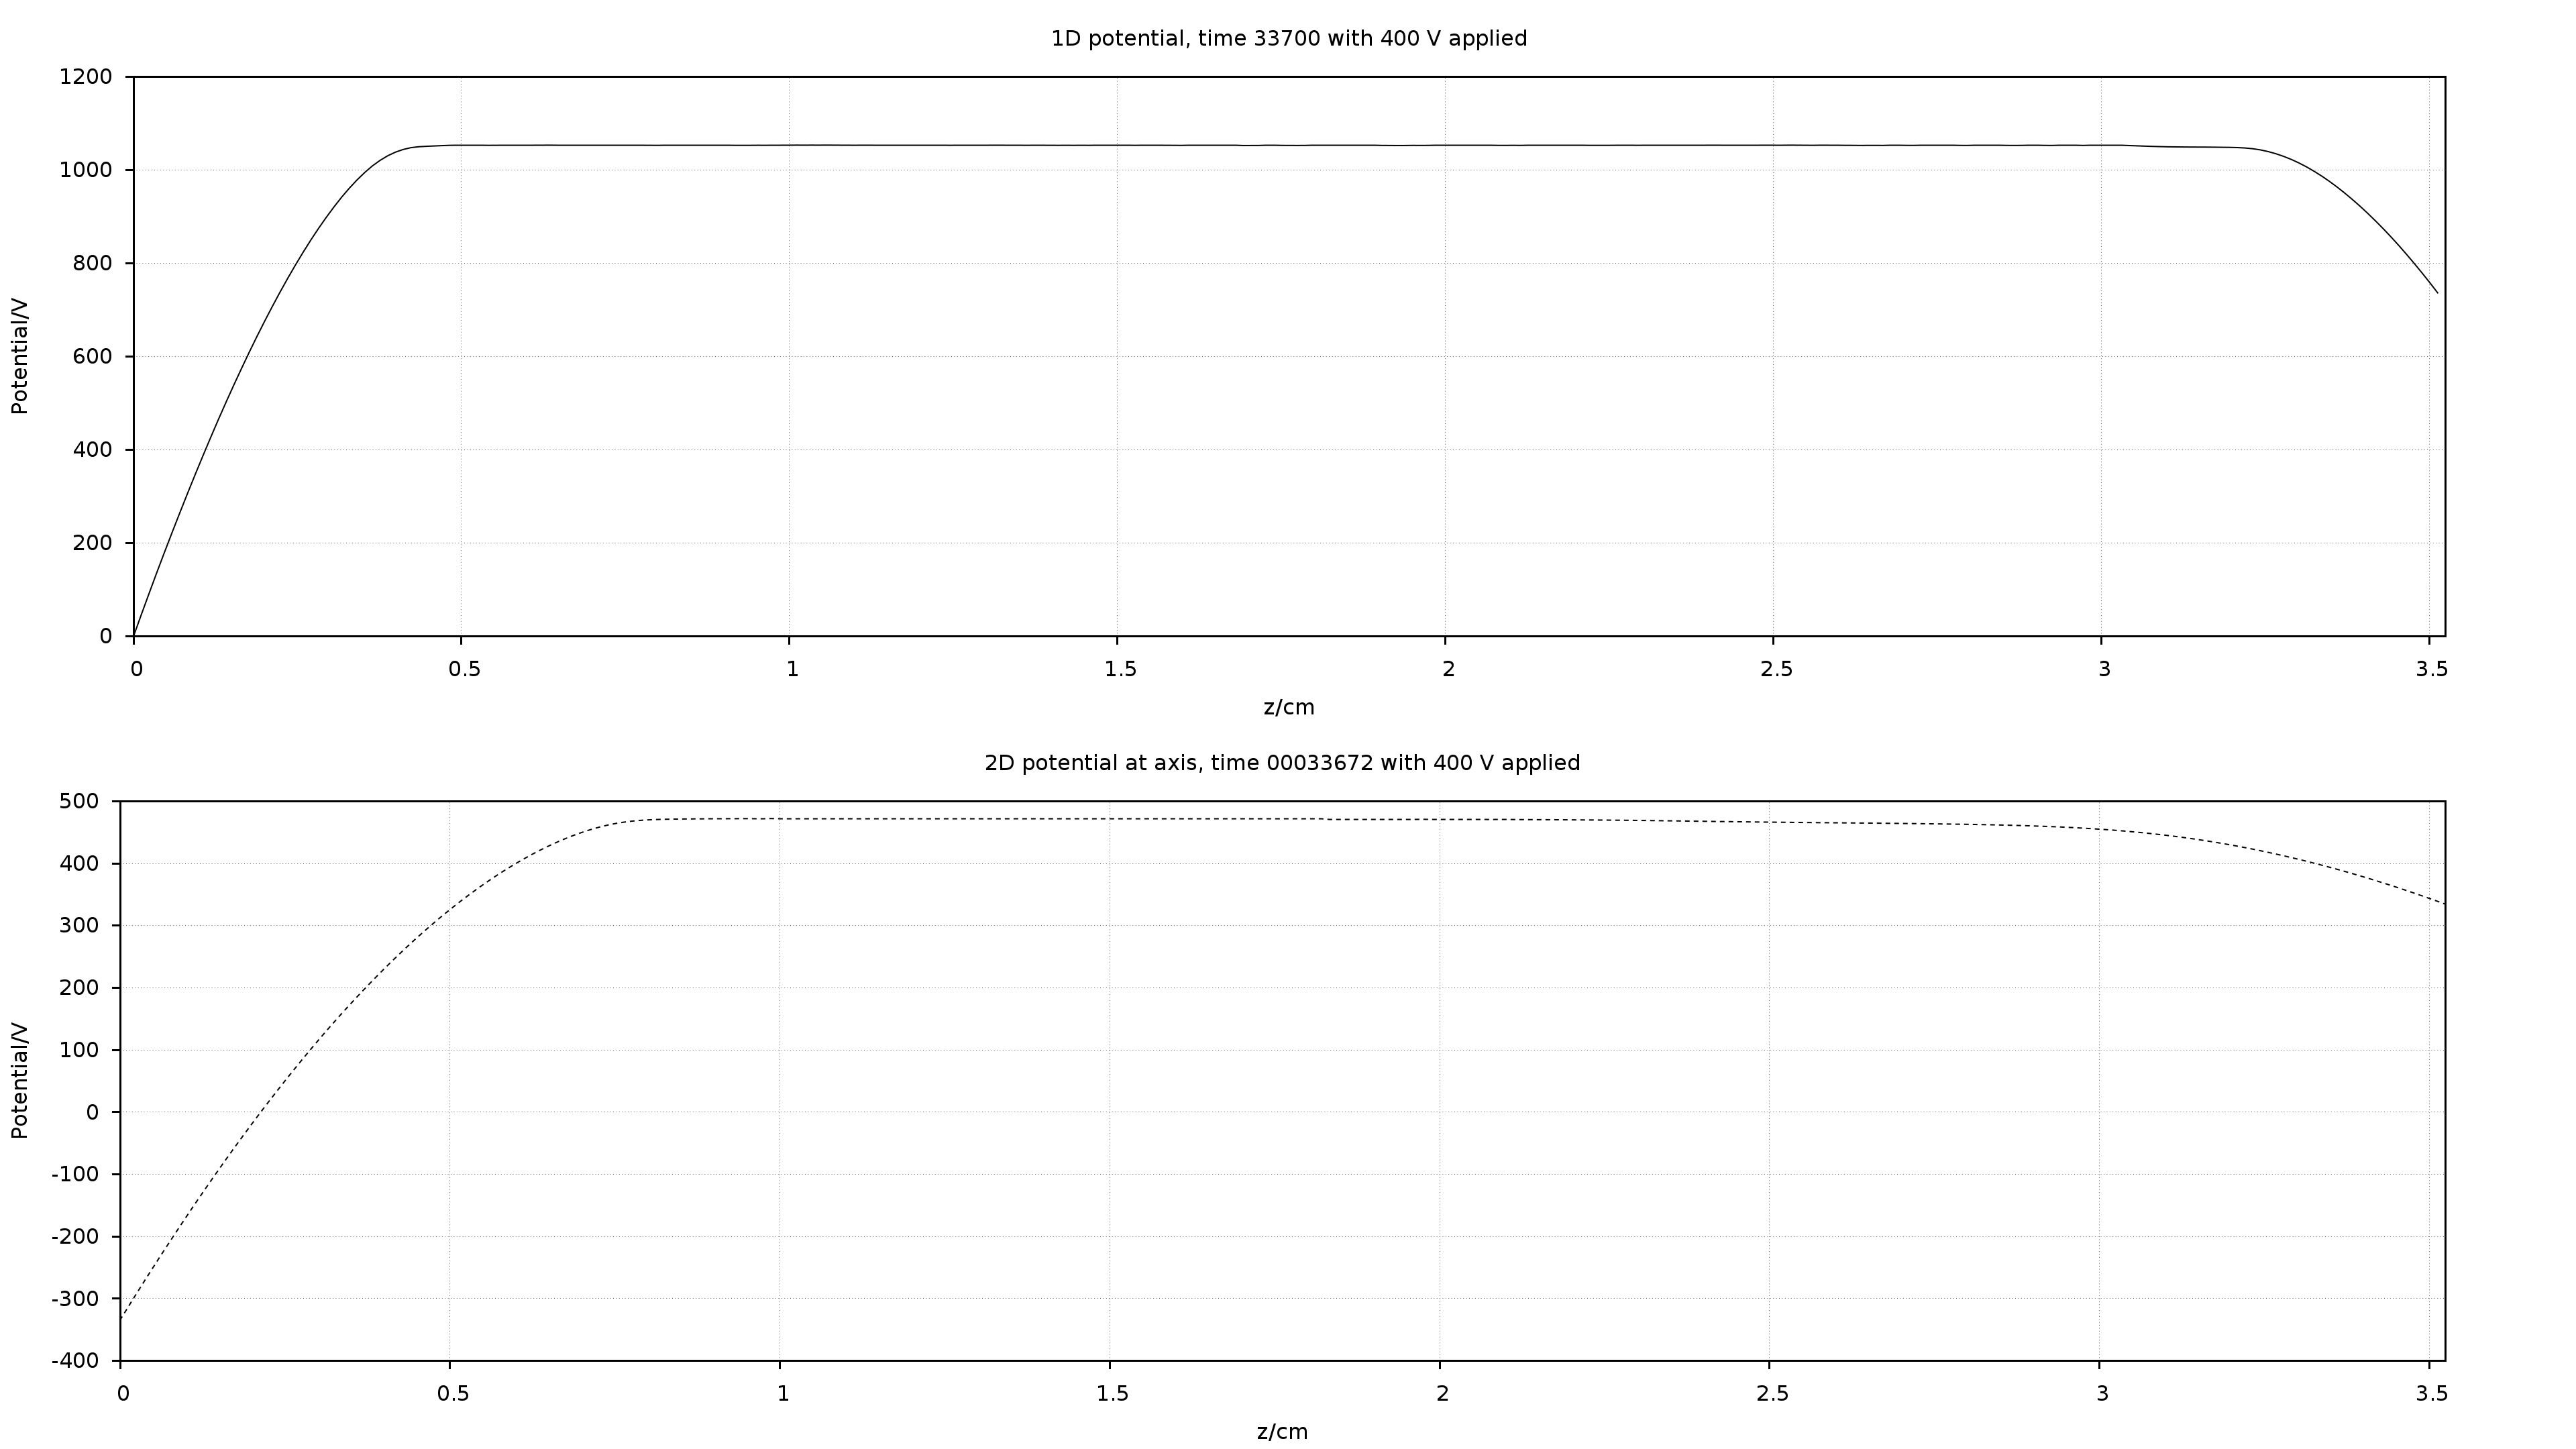 1D potential, time 33700 with 400 V applied
1200
1000
800
600
400
200
0
Potential/V
0 0.5 1 1.5 2 2.5 3 3.5
z/cm
2D potential at axis, time 00033672 with 400 V applied
500
400
300
200
100
0
-100
-200
-300
-400
Potential/V
0 0.5 1 1.5 2 2.5 3 3.5
z/cm